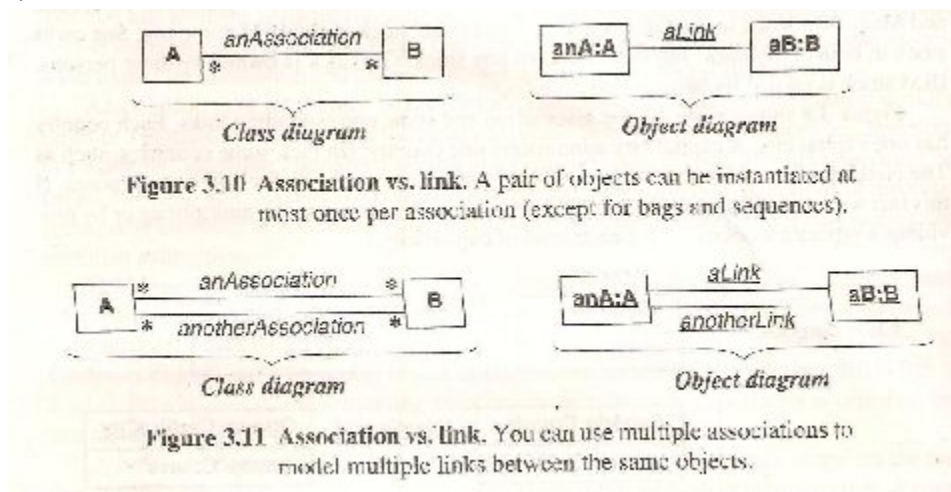 A anAssociation B anA:A aLink aB:B
* *
Class diagram Object diagram
Figure 3.10 Association vs. link. A pair of objects can be instantiated at
most once per association (except for bags and sequences).
* anAssociation * aLink
A B anA:A aB:B
* anotherAssociation * anotherLink
Class diagram Object diagram
Figure 3.11 Association vs. link. You can use multiple associations to
model multiple links between the same objects.